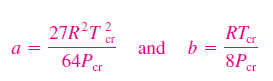 a = 27R²T²cr / 64Pcr and b = RTcr / 8Pcr